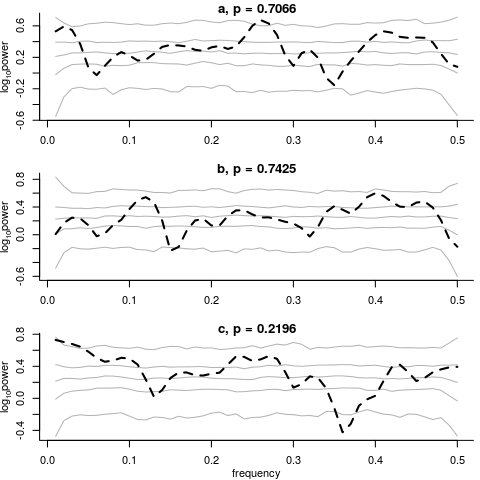 a, p = 0.7066
log10power
0.6
0.2
-0.2
-0.6
0.0 0.1 0.2 0.3 0.4 0.5
b, p = 0.7425
log10power
0.8
0.4
0.0
-0.6
0.0 0.1 0.2 0.3 0.4 0.5
c, p = 0.2196
log10power
0.8
0.4
0.0
-0.4
0.0 0.1 0.2 0.3 0.4 0.5
frequency